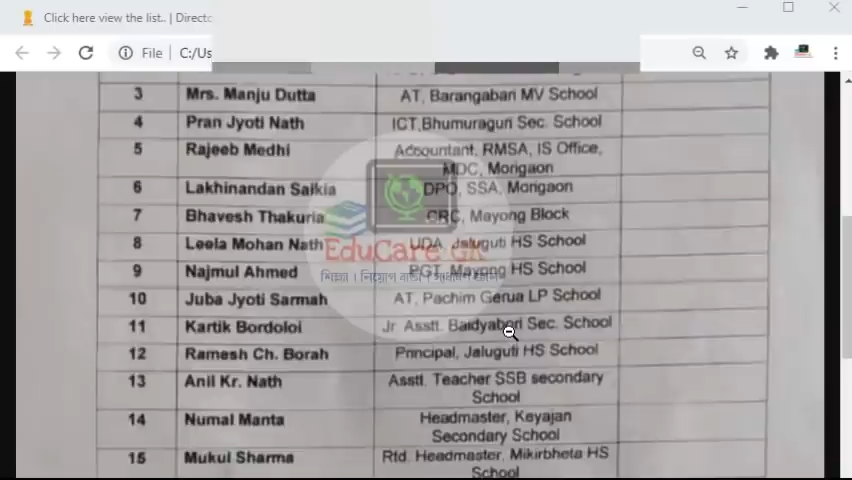 Click here view the list.. | Directo
File | C:/Us
3 Mrs. Manju Dutta AT, Barangabari MV School
4 Pran Jyoti Nath ICT,Bhumuraguri Sec. School
5 Rajeeb Medhi Accountant, RMSA, IS Office,
MDC, Morigaon
6 Lakhinandan Saikia DPO, SSA, Morigaon
7 Bhavesh Thakuria CRC, Mayong Block
8 Leela Mohan Nath UDA, Jaluguti HS School
EduCare GK
9 Najmul Ahmed PGT, Mayong HS School
10 Juba Jyoti Sarmah AT, Pachim Gerua LP School
11 Kartik Bordoloi Jr Asstt. Baidyabori Sec. School
12 Ramesh Ch. Borah Principal, Jaluguti HS School
13 Anil Kr. Nath Asstt. Teacher SSB secondary
School
14 Numal Manta Headmaster, Keyajan
Secondary School
15 Mukul Sharma Rtd. Headmaster, Mikirbheta HS
School